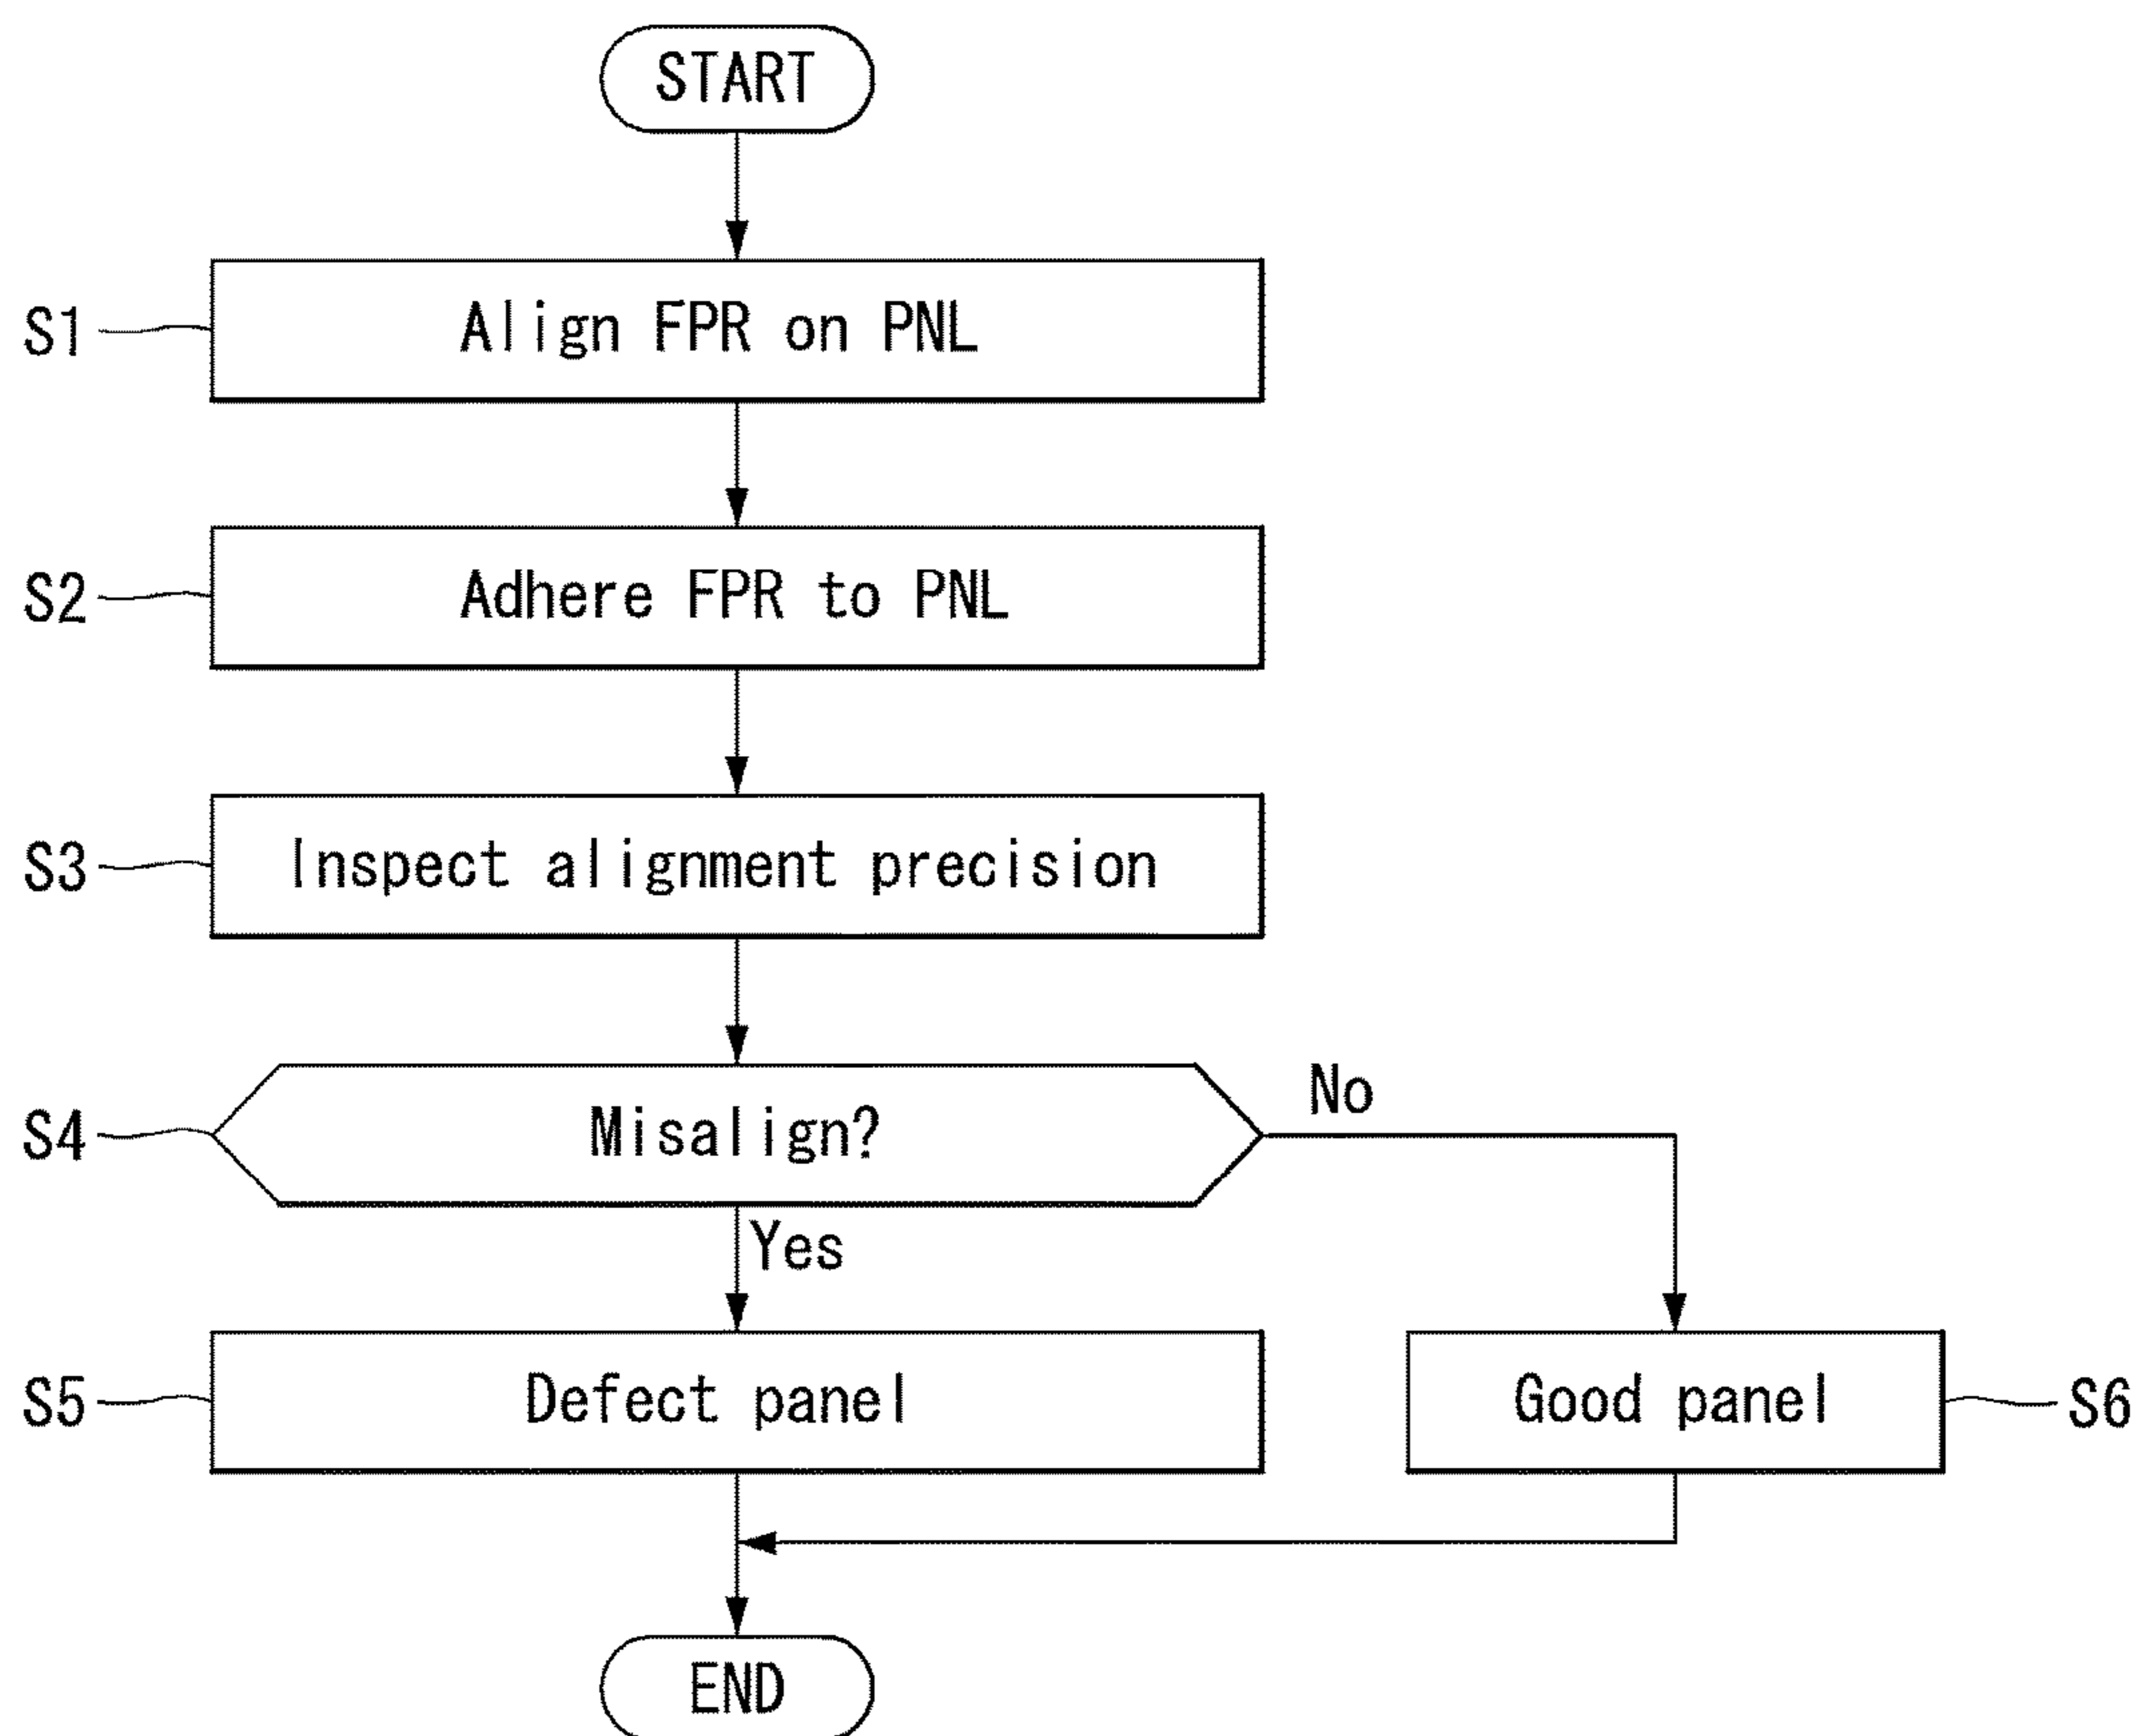 START
S1
Align FPR on PNL
S2
Adhere FPR to PNL
S3
Inspect alignment precision
S4
Misalign?
No
Yes
S5
Defect panel
Good panel
S6
END